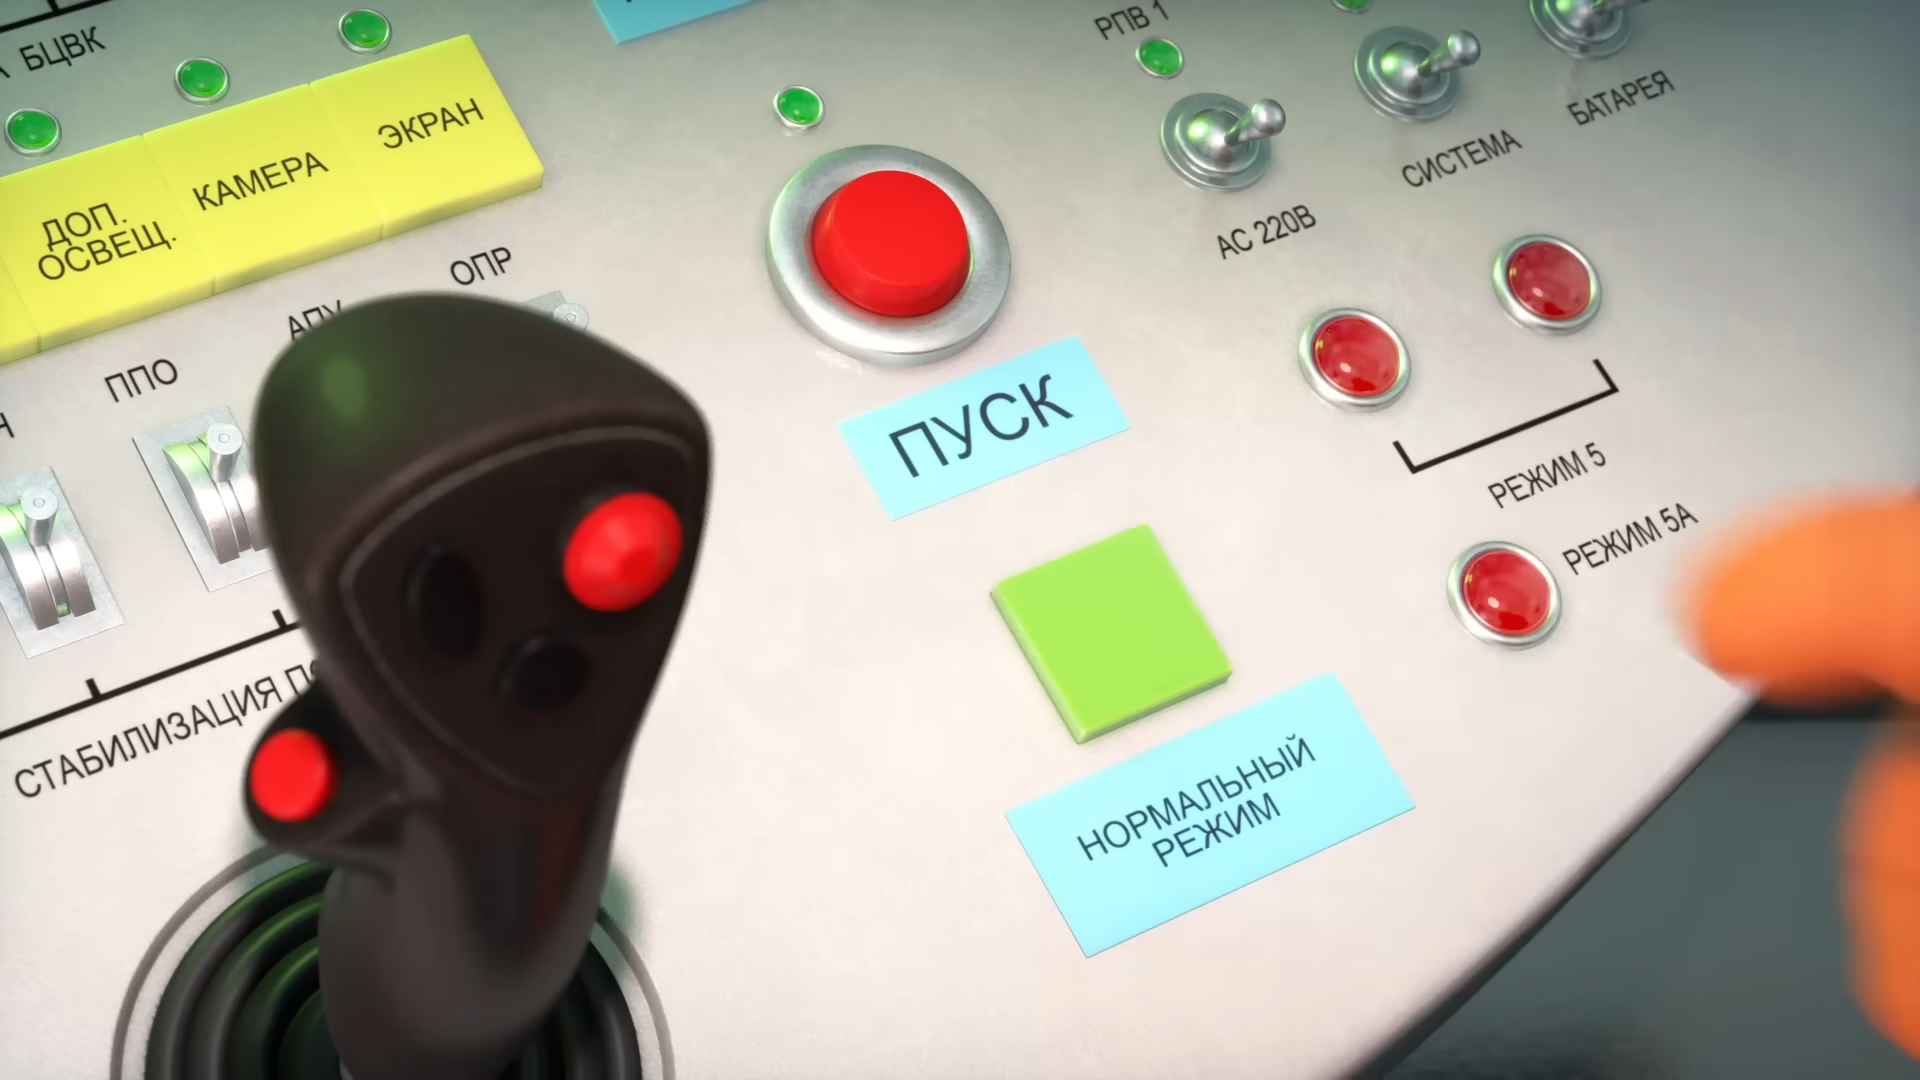 БЦВК
РПВ 1
ЭКРАН
КАМЕРА
ДОП.
ОСВЕЩ.
БАТАРЕЯ
СИСТЕМА
АС 220В
ОПР
АПУ
ППО
ПУСК
РЕЖИМ 5
РЕЖИМ 5А
СТАБИЛИЗАЦИЯ
НОРМАЛЬНЫЙ
РЕЖИМ